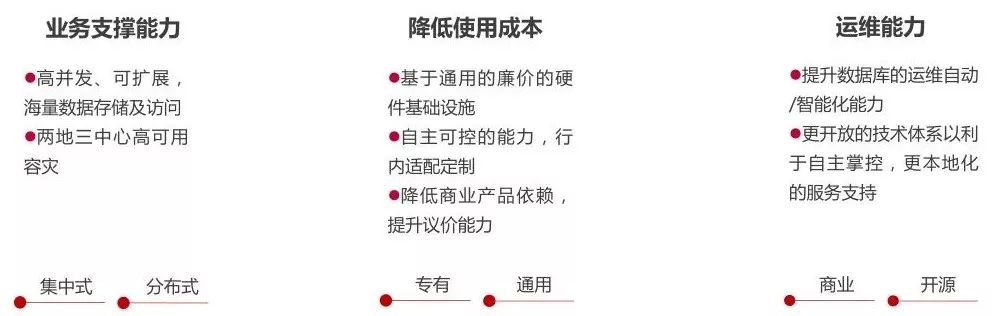 业务支撑能力
●高并发、可扩展，
海量数据存储及访问
●两地三中心高可用
容灾
集中式
分布式
降低使用成本
●基于通用的廉价的硬
件基础设施
●自主可控的能力，行
内适配定制
●降低商业产品依赖，
提升议价能力
专有
通用
运维能力
●提升数据库的运维自动
/智能化能力
●更开放的技术体系以利
于自主掌控，更本地化
的服务支持
商业
开源